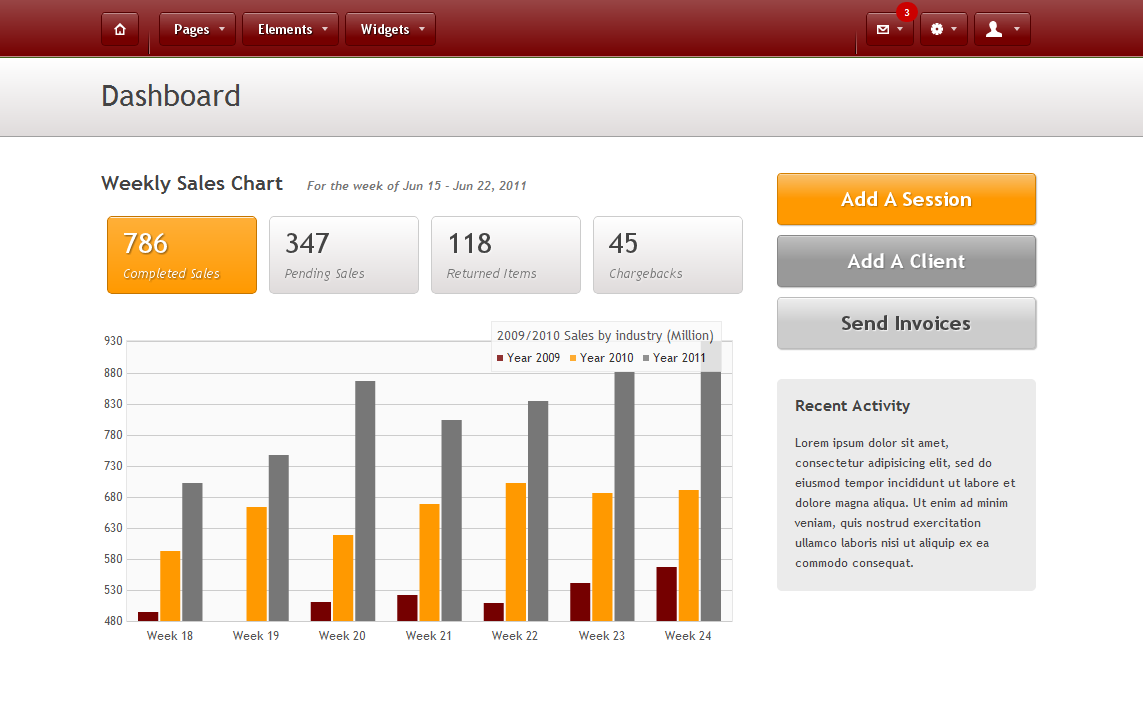 Pages Elements Widgets 3
Dashboard
Weekly Sales Chart For the week of Jun 15 - Jun 22, 2011
786 347 118 45
Completed Sales Pending Sales Returned Items Chargebacks
2009/2010 Sales by industry (Million)
Year 2009 Year 2010 Year 2011
930
880
830
780
730
680
630
580
530
480
Week 18 Week 19 Week 20 Week 21 Week 22 Week 23 Week 24
Add A Session
Add A Client
Send Invoices
Recent Activity
Lorem ipsum dolor sit amet,
consectetur adipisicing elit, sed do
eiusmod tempor incididunt ut labore et
dolore magna aliqua. Ut enim ad minim
veniam, quis nostrud exercitation
ullamco laboris nisi ut aliquip ex ea
commodo consequat.